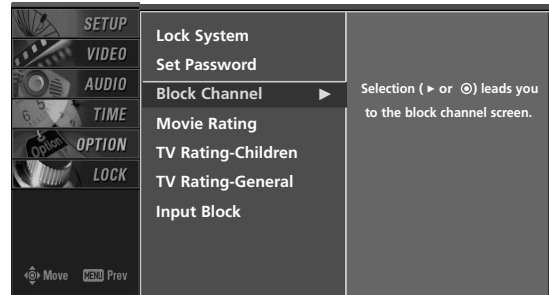 SETUP
VIDEO
AUDIO
TIME
Option OPTION
LOCK
Move MENU Prev
Lock System
Set Password
Block Channel ►
Movie Rating
TV Rating-Children
TV Rating-General
Input Block
Selection ( ► or ◉) leads you
to the block channel screen.